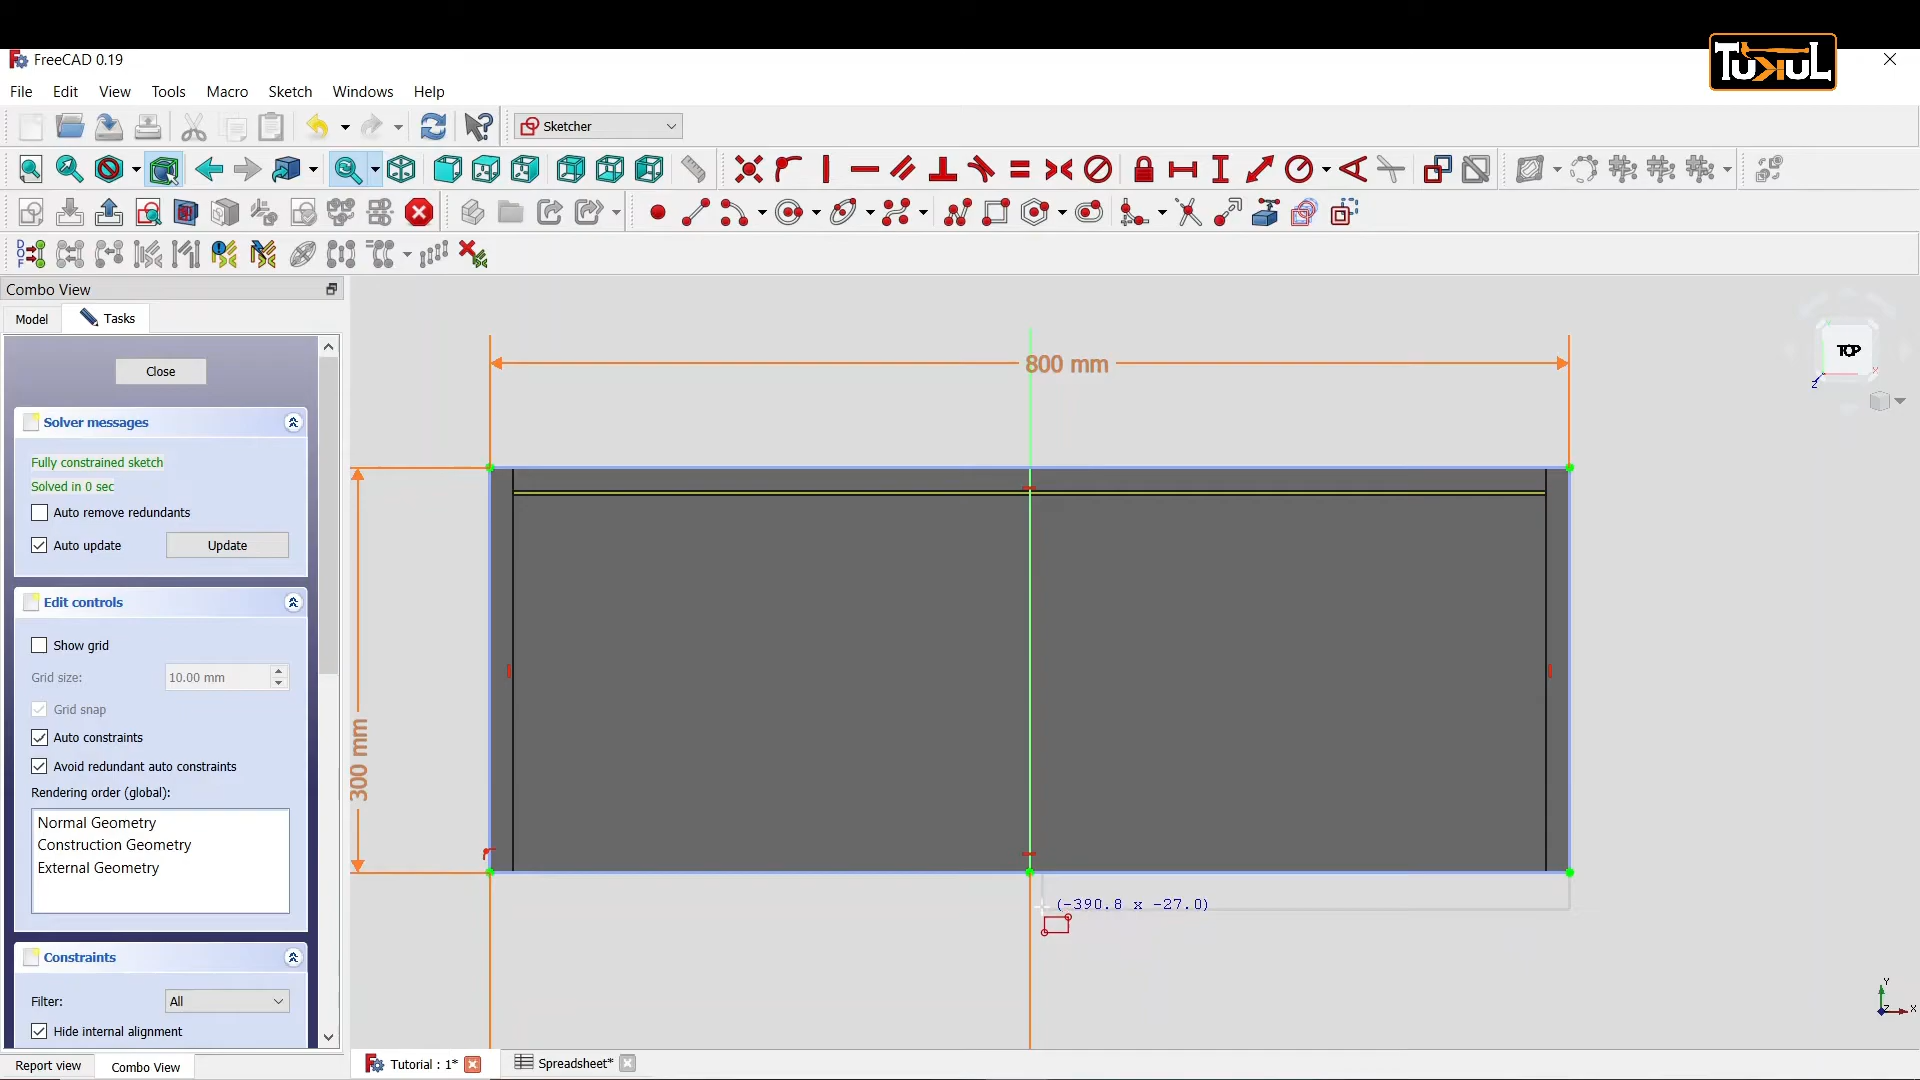 TUKUL
FreeCAD 0.19
File Edit View Tools Macro Sketch Windows Help
Sketcher
Combo View
Model Tasks
Close
Solver messages
Fully constrained sketch
Solved in 0 sec
Auto remove redundants
Auto update Update
Edit controls
Show grid
Grid size: 10.00 mm
Grid snap
Auto constraints
Avoid redundant auto constraints
Rendering order (global):
Normal Geometry
Construction Geometry
External Geometry
Constraints
Filter: All
Hide internal alignment
Report view Combo View
800 mm
300 mm
(-390.8 x -27.0)
TOP
Z
X
Y
X
Z
Tutorial : 1* Spreadsheet*